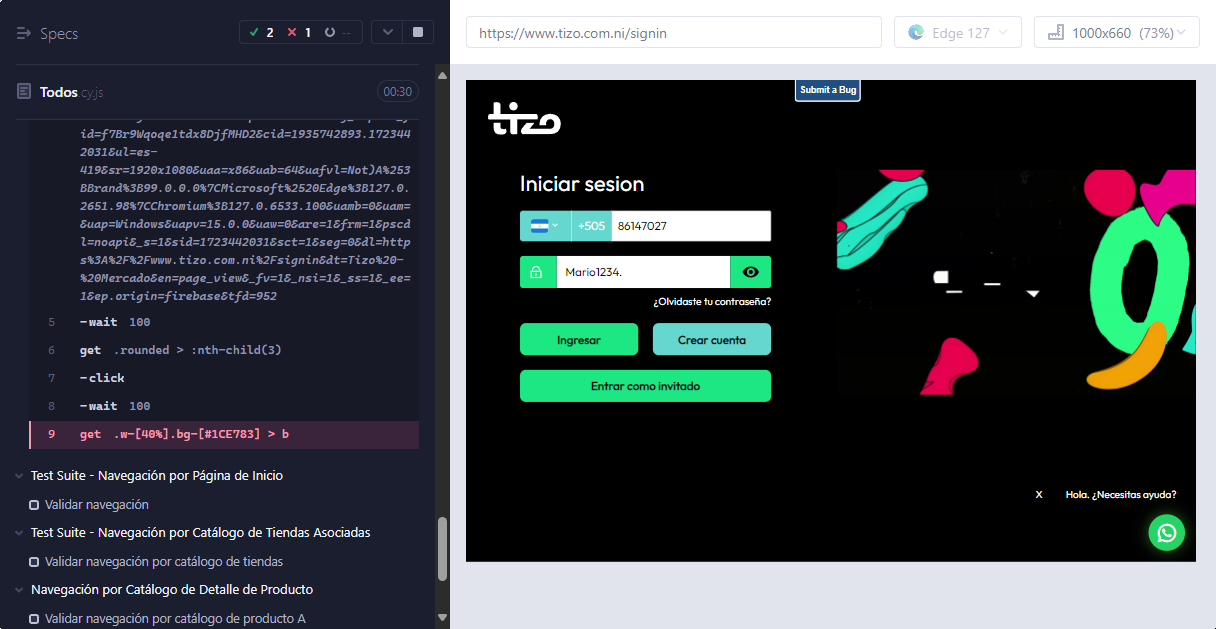 Specs
2
1
--
Todos.cy.js
00:30
id=f7Br9Wqoqe1tdx8DjfMHD2&cid=1935742893.172344
2031&ul=es-
419&sr=1920x1080&uaa=x86&uab=64&uafvl=Not)A%253
BBrand%3B99.0.0.0%7CMicrosoft%2520Edge%3B127.0.
2651.98%7CChromium%3B127.0.6533.100&uamb=0&uam=
&uap=Windows&uapv=15.0.0&uaw=0&are=1&frm=1&pscd
l=noapi&_s=1&sid=1723442031&sct=1&seg=0&dl=http
s%3A%2F%2Fwww.tizo.com.ni%2Fsignin&dt=Tizo%20-
%20Mercado&en=page_view&_fv=1&_nsi=1&_ss=1&_ee=
1&ep.origin=firebase&tfd=952
5 -wait 100
6 get .rounded > :nth-child(3)
7 -click
8 -wait 100
9 get .w-[40%].bg-[#1CE783] > b
Test Suite - Navegación por Página de Inicio
Validar navegación
Test Suite - Navegación por Catálogo de Tiendas Asociadas
Validar navegación por catálogo de tiendas
Navegación por Catálogo de Detalle de Producto
Validar navegación por catálogo de producto A
https://www.tizo.com.ni/signin
Edge 127
1000x660 (73%)
Submit a Bug
tizo
Iniciar sesion
+505 86147027
Mario1234.
¿Olvidaste tu contraseña?
Ingresar
Crear cuenta
Entrar como invitado
X Hola. ¿Necesitas ayuda?